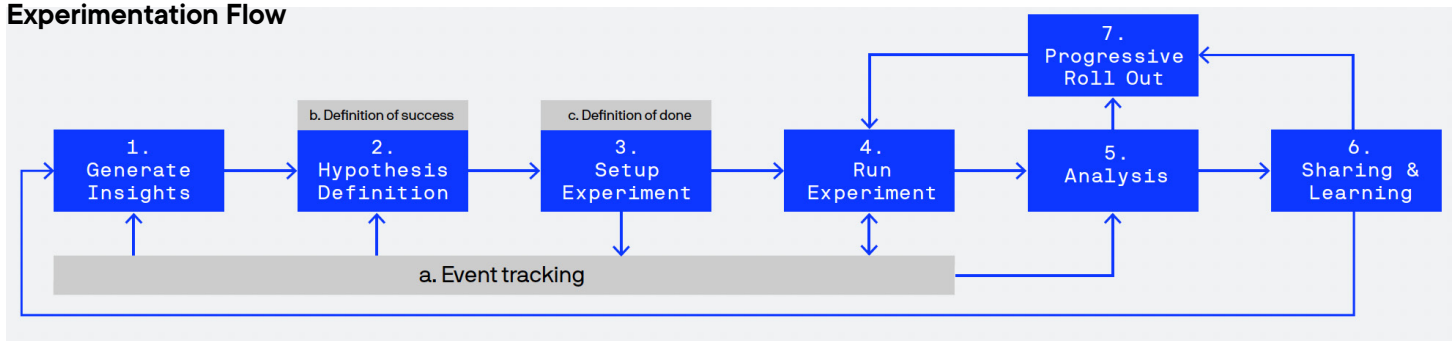 Experimentation Flow
7.
Progressive
Roll Out
b. Definition of success
c. Definition of done
1.
Generate
Insights
2.
Hypothesis
Definition
3.
Setup
Experiment
4.
Run
Experiment
5.
Analysis
6.
Sharing &
Learning
a. Event tracking